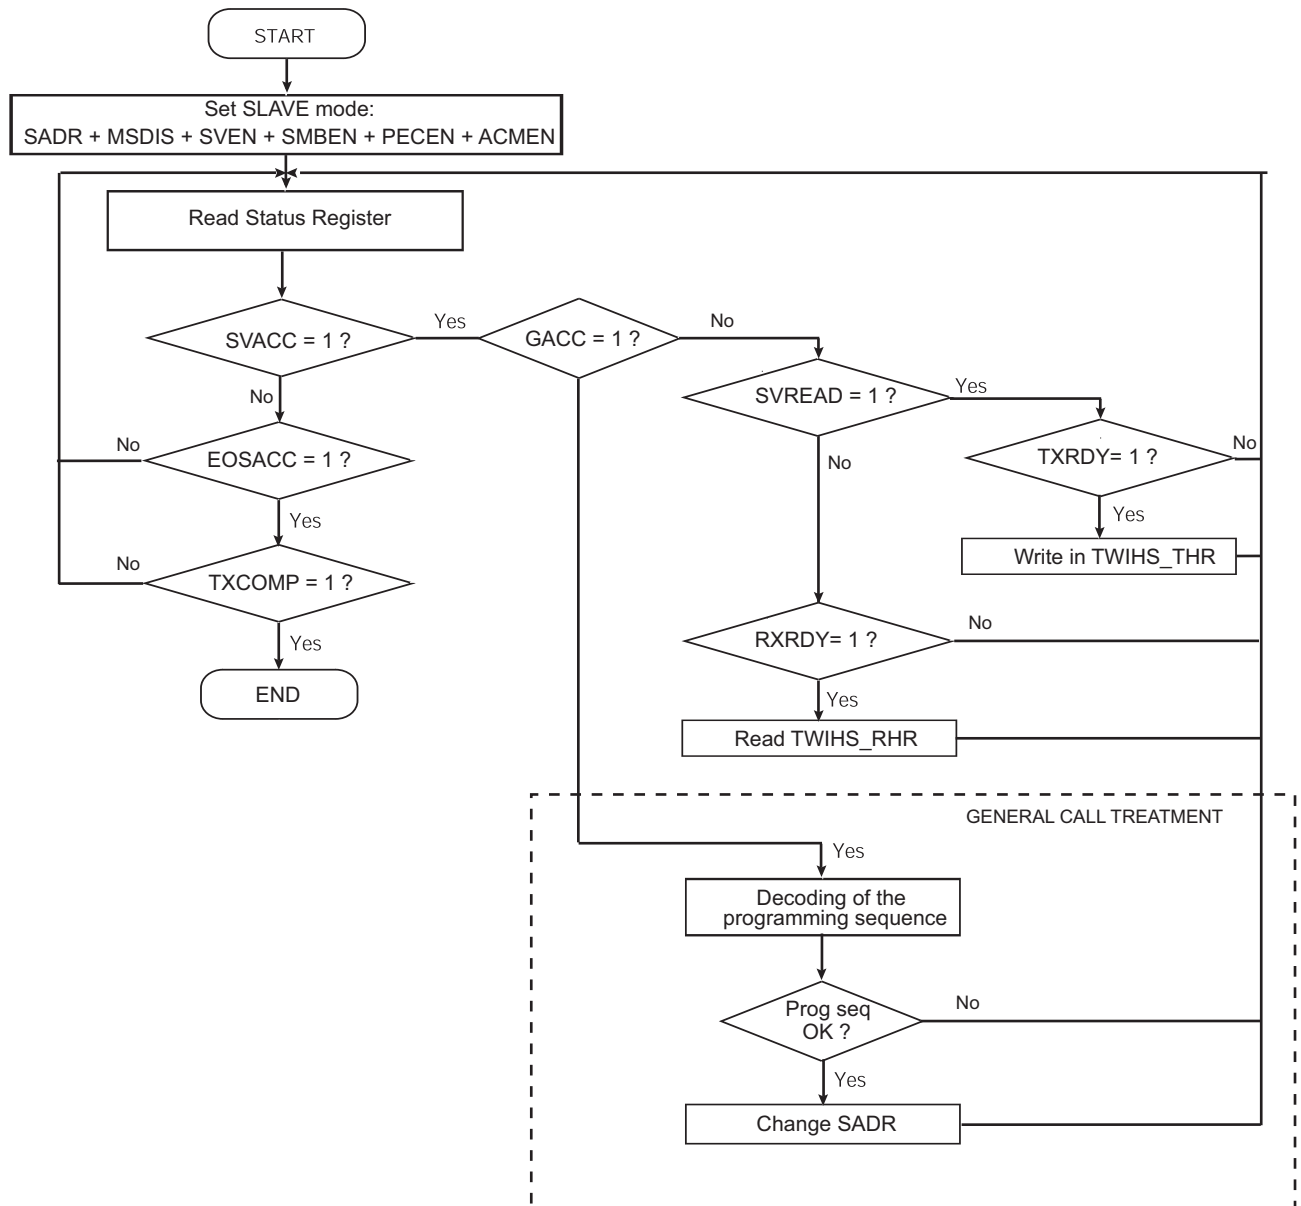 START
Set SLAVE mode:
SADR + MSDIS + SVEN + SMBEN + PECEN + ACMEN
Read Status Register
SVACC = 1 ?
Yes
GACC = 1 ?
No
SVREAD = 1 ?
Yes
No
No
EOSACC = 1 ?
No
TXRDY= 1 ?
No
Yes
Yes
Write in TWIHS_THR
No
TXCOMP = 1 ?
Yes
RXRDY= 1 ?
No
END
Yes
Read TWIHS_RHR
GENERAL CALL TREATMENT
Yes
Decoding of the
programming sequence
Prog seq
OK ?
No
Yes
Change SADR